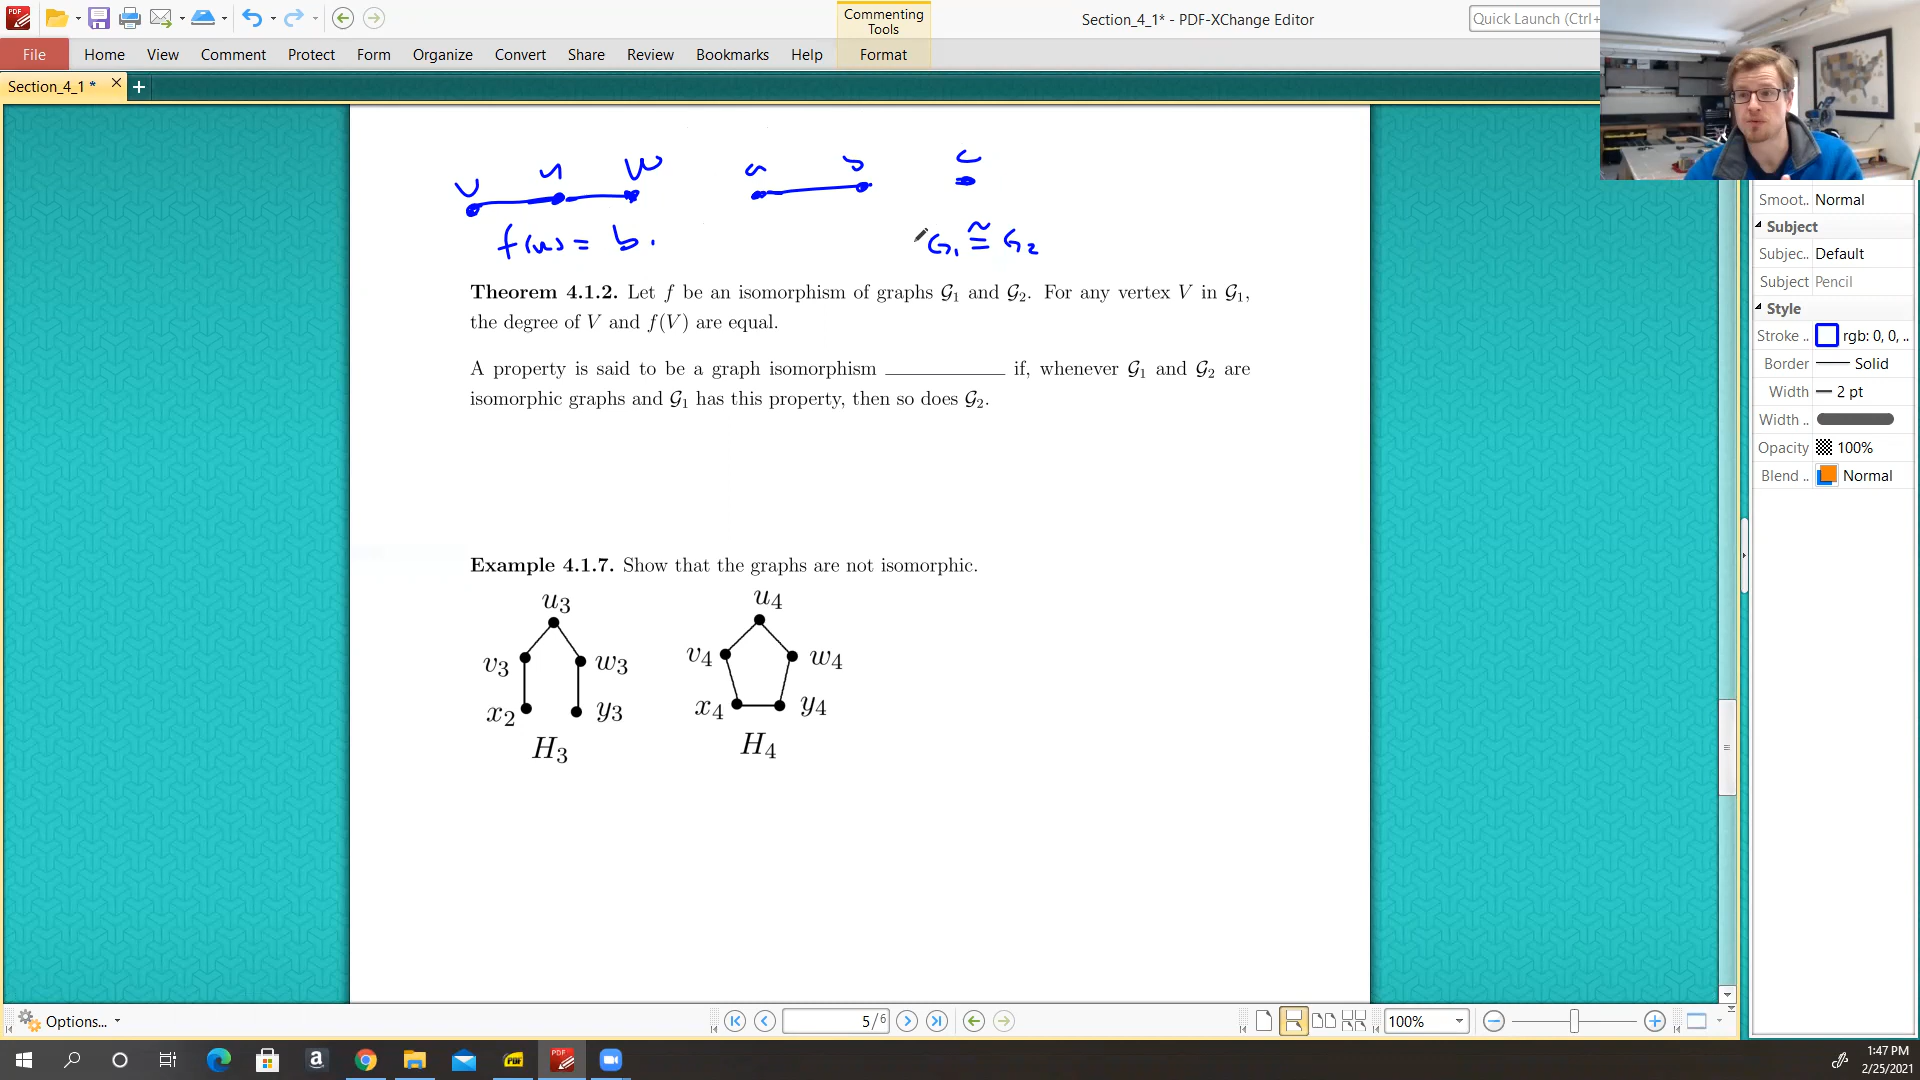 Commenting
Tools
Section_4_1* - PDF-XChange Editor
Quick Launch (Ctrl+
File Home View Comment Protect Form Organize Convert Share Review Bookmarks Help Format
Section_4_1 *
v u w a b c
f(u) = b. G₁ ≅ G₂
Theorem 4.1.2. Let f be an isomorphism of graphs 𝒢₁ and 𝒢₂. For any vertex V in 𝒢₁,
the degree of V and f(V) are equal.
A property is said to be a graph isomorphism ____________ if, whenever 𝒢₁ and 𝒢₂ are
isomorphic graphs and 𝒢₁ has this property, then so does 𝒢₂.
Example 4.1.7. Show that the graphs are not isomorphic.
u₃ u₄
v₃ w₃ v₄ w₄
x₂ y₃ x₄ y₄
H₃ H₄
Smoot.. Normal
Subject
Subjec.. Default
Subject Pencil
Style
Stroke .. rgb: 0, 0, ..
Border Solid
Width 2 pt
Width ..
Opacity 100%
Blend .. Normal
Options...
5/6
100%
1:47 PM
2/25/2021